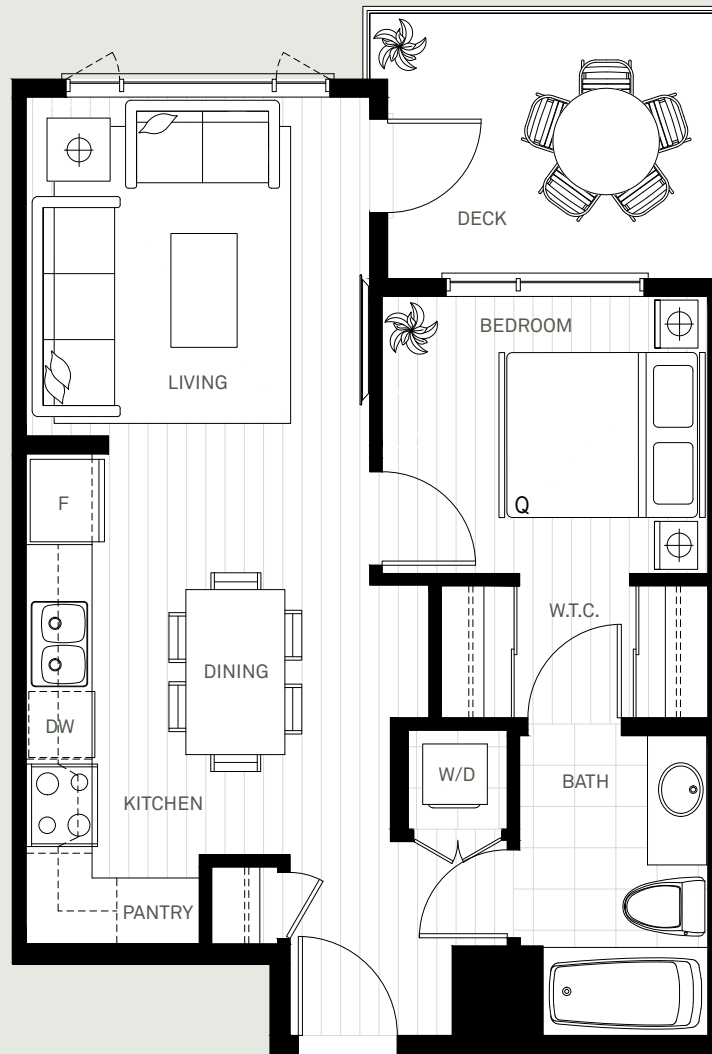 DECK
BEDROOM
LIVING
F
Q
W.T.C.
DINING
DW
W/D
BATH
KITCHEN
PANTRY